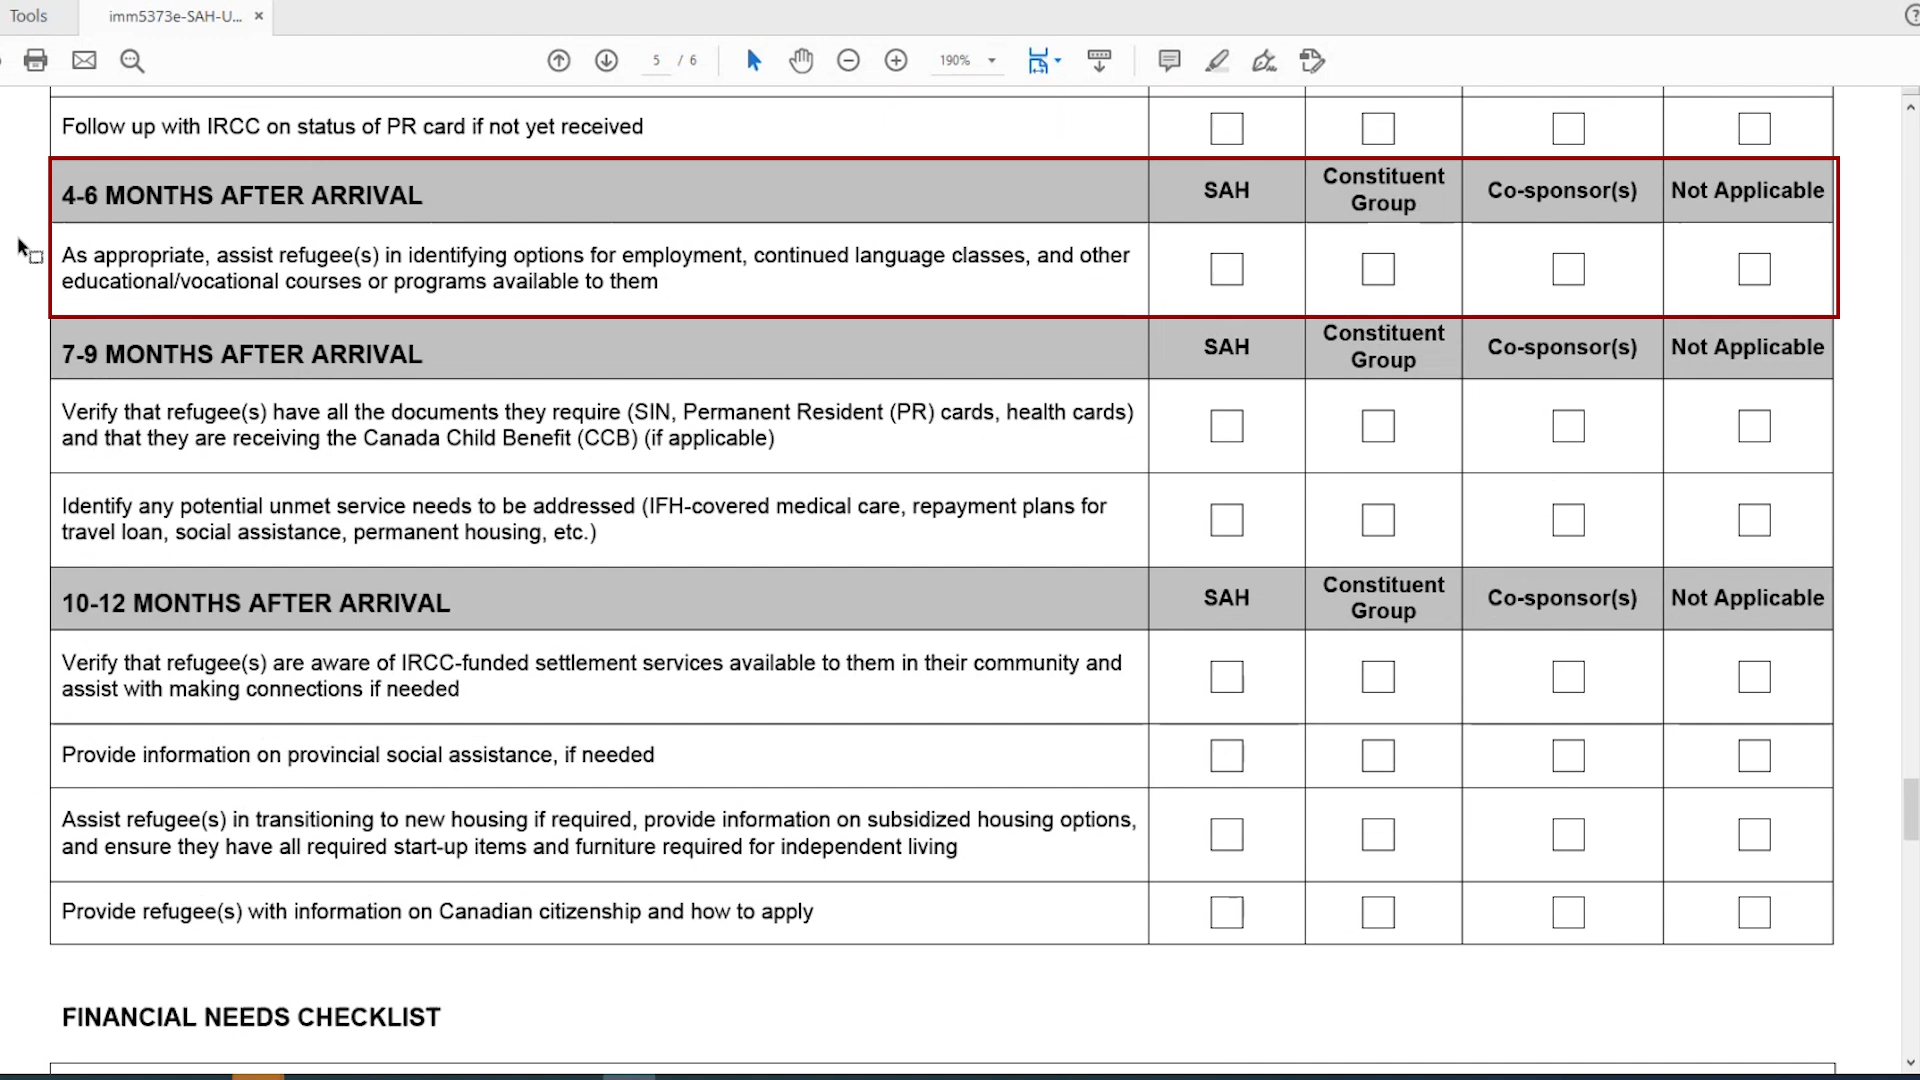 Tools
imm5373e-SAH-U... ×
5 / 6
190%
Follow up with IRCC on status of PR card if not yet received
4-6 MONTHS AFTER ARRIVAL
SAH
Constituent
Group
Co-sponsor(s)
Not Applicable
As appropriate, assist refugee(s) in identifying options for employment, continued language classes, and other
educational/vocational courses or programs available to them
7-9 MONTHS AFTER ARRIVAL
SAH
Constituent
Group
Co-sponsor(s)
Not Applicable
Verify that refugee(s) have all the documents they require (SIN, Permanent Resident (PR) cards, health cards)
and that they are receiving the Canada Child Benefit (CCB) (if applicable)
Identify any potential unmet service needs to be addressed (IFH-covered medical care, repayment plans for
travel loan, social assistance, permanent housing, etc.)
10-12 MONTHS AFTER ARRIVAL
SAH
Constituent
Group
Co-sponsor(s)
Not Applicable
Verify that refugee(s) are aware of IRCC-funded settlement services available to them in their community and
assist with making connections if needed
Provide information on provincial social assistance, if needed
Assist refugee(s) in transitioning to new housing if required, provide information on subsidized housing options,
and ensure they have all required start-up items and furniture required for independent living
Provide refugee(s) with information on Canadian citizenship and how to apply
FINANCIAL NEEDS CHECKLIST